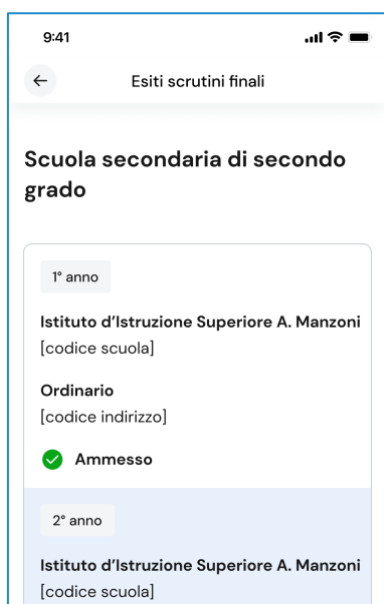 9:41
Esiti scrutini finali
Scuola secondaria di secondo
grado
1° anno
Istituto d'Istruzione Superiore A. Manzoni
[codice scuola]
Ordinario
[codice indirizzo]
Ammesso
2° anno
Istituto d'Istruzione Superiore A. Manzoni
[codice scuola]